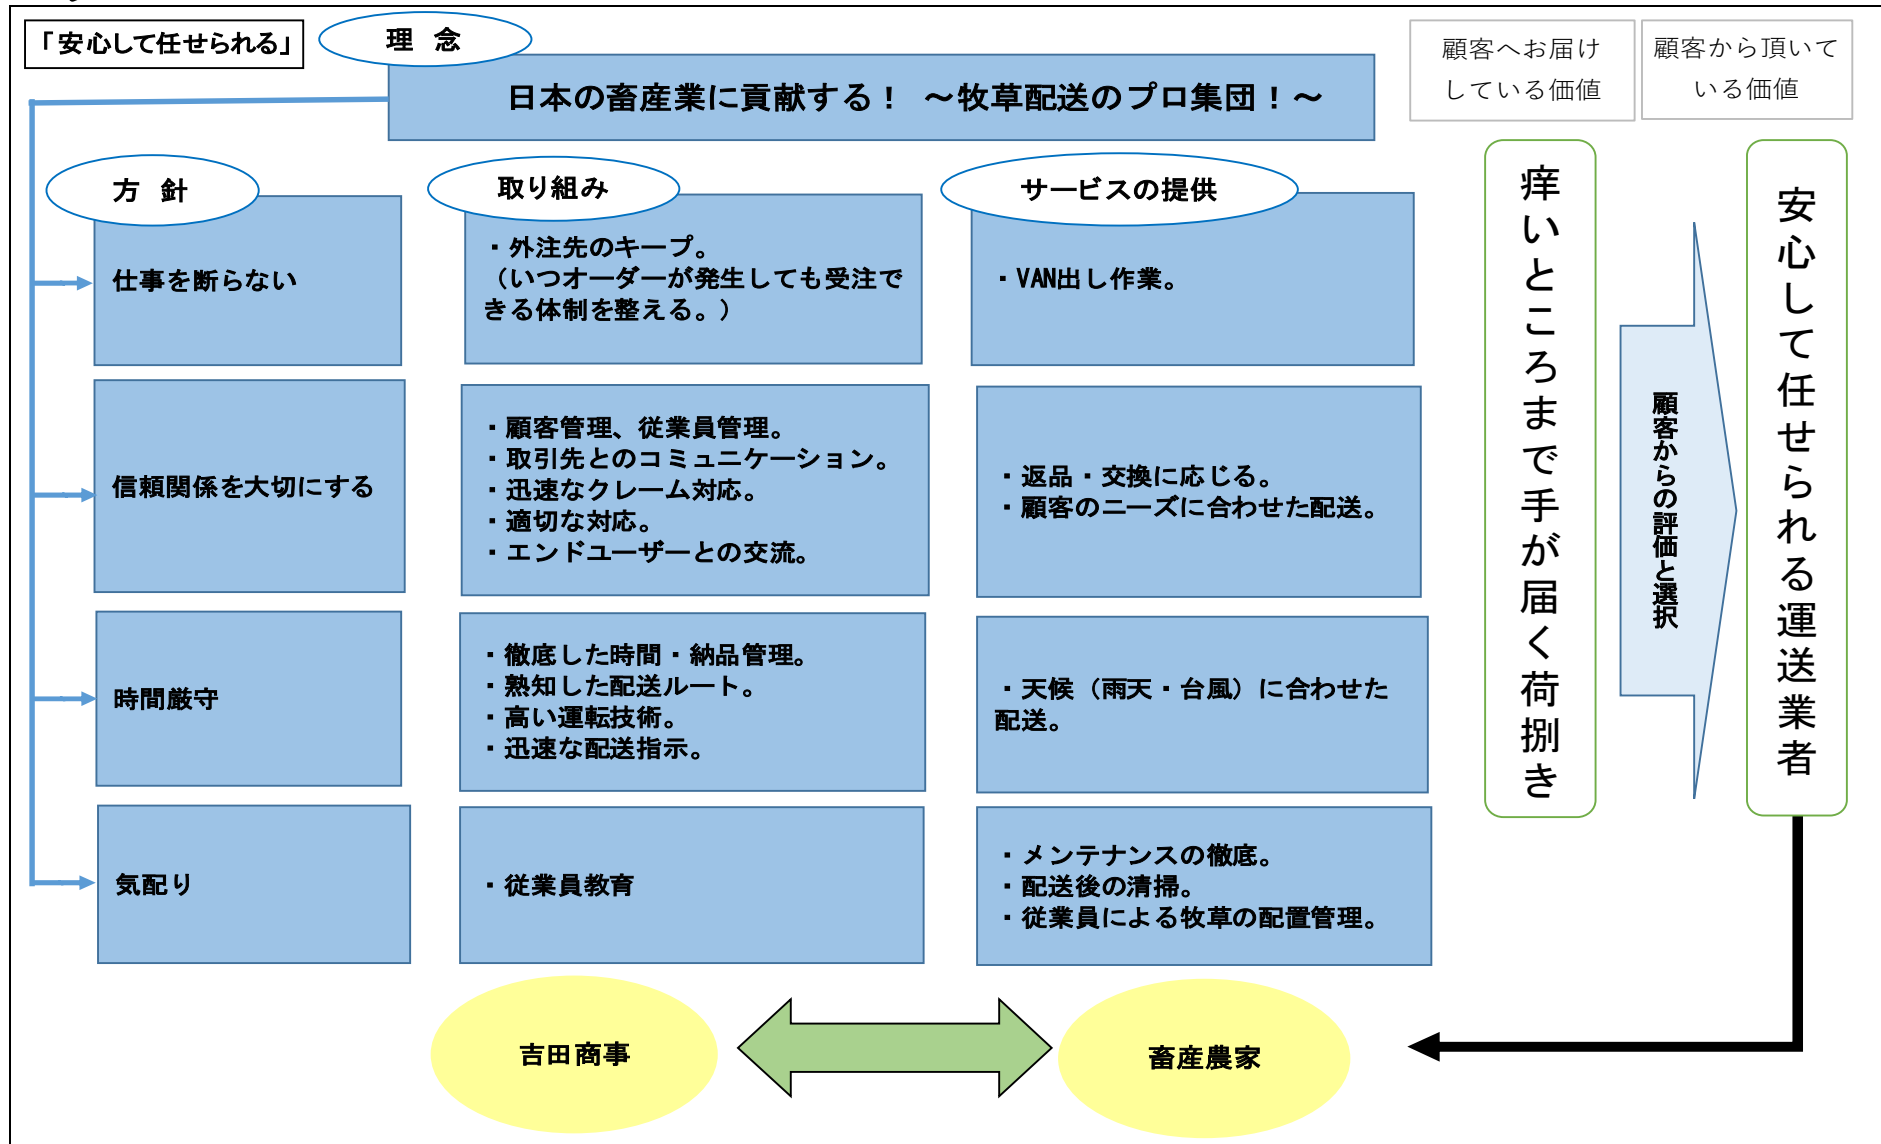 「安心して任せられる」
理 念
日本の畜産業に貢献する！ ～牧草配送のプロ集団！～
顧客へお届け
している価値
顧客から頂いて
いる価値
方 針
取り組み
サービスの提供
仕事を断らない
・外注先のキープ。
（いつオーダーが発生しても受注で
きる体制を整える。）
・VAN出し作業。
信頼関係を大切にする
・顧客管理、従業員管理。
・取引先とのコミュニケーション。
・迅速なクレーム対応。
・適切な対応。
・エンドユーザーとの交流。
・返品・交換に応じる。
・顧客のニーズに合わせた配送。
時間厳守
・徹底した時間・納品管理。
・熟知した配送ルート。
・高い運転技術。
・迅速な配送指示。
・天候（雨天・台風）に合わせた
配送。
気配り
・従業員教育
・メンテナンスの徹底。
・配送後の清掃。
・従業員による牧草の配置管理。
痒いところまで手が届く荷捌き
顧客からの評価と選択
安心して任せられる運送業者
吉田商事
畜産農家